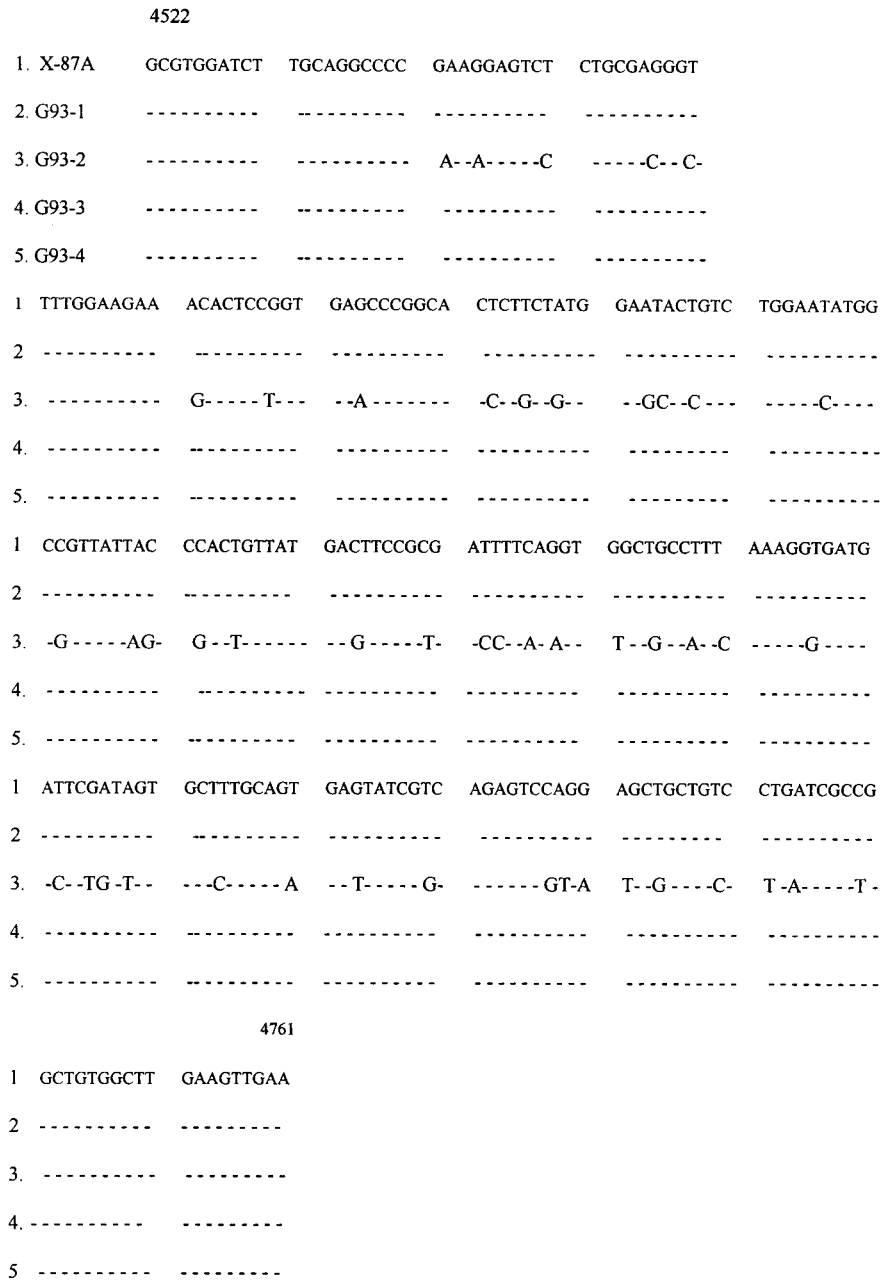 4522
1. X-87A GCGTGGATCT TGCAGGCCCC GAAGGAGTCT CTGCGAGGGT
2. G93-1 ---------- ---------- ---------- ----------
3. G93-2 ---------- ---------- A--A-----C -----C--C-
4. G93-3 ---------- ---------- ---------- ----------
5. G93-4 ---------- ---------- ---------- ----------
1 TTTGGAAGAA ACACTCCGGT GAGCCCGGCA CTCTTCTATG GAATACTGTC TGGAATATGG
2 ---------- ---------- ---------- ---------- ---------- ----------
3. ---------- G-----T--- --A------- -C--G--G-- --GC--C--- -----C----
4. ---------- ---------- ---------- ---------- ---------- ----------
5. ---------- ---------- ---------- ---------- ---------- ----------
1 CCGTTATTAC CCACTGTTAT GACTTCCGCG ATTTTCAGGT GGCTGCCTTT AAAGGTGATG
2 ---------- ---------- ---------- ---------- ---------- ----------
3. -G-----AG- G--T------ --G-----T- -CC--A-A-- T--G--A--C -----G----
4. ---------- ---------- ---------- ---------- ---------- ----------
5. ---------- ---------- ---------- ---------- ---------- ----------
1 ATTCGATAGT GCTTTGCAGT GAGTATCGTC AGAGTCCAGG AGCTGCTGTC CTGATCGCCG
2 ---------- ---------- ---------- ---------- ---------- ----------
3. -C--TG-T-- ---C-----A --T-----G- ------GT-A T--G----C- T-A-----T-
4. ---------- ---------- ---------- ---------- ---------- ----------
5. ---------- ---------- ---------- ---------- ---------- ----------
4761
1 GCTGTGGCTT GAAGTTGAA
2 ---------- ---------
3. ---------- ---------
4. ---------- ---------
5 ---------- ---------